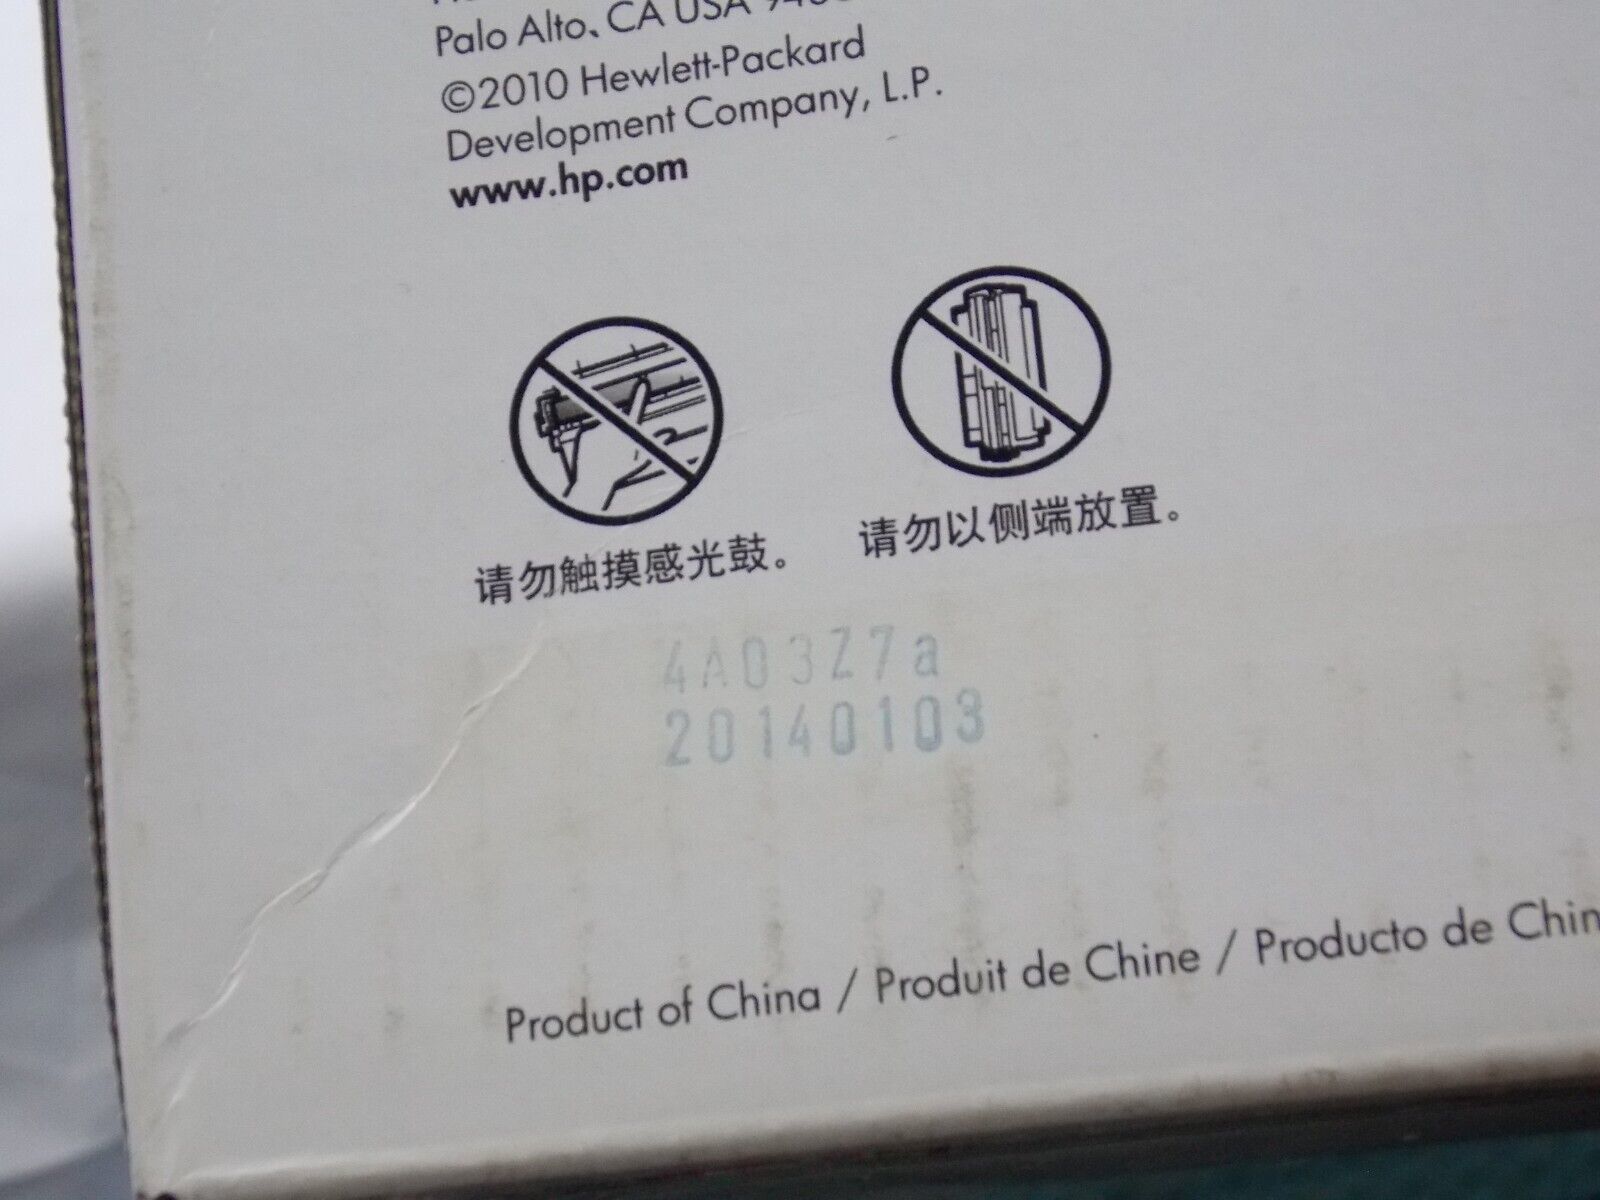 Palo Alto, CA USA
©2010 Hewlett-Packard
Development Company, L.P.
www.hp.com
请勿触摸感光鼓。
请勿以侧端放置。
4A03Z7a
20140103
Product of China / Produit de Chine / Producto de